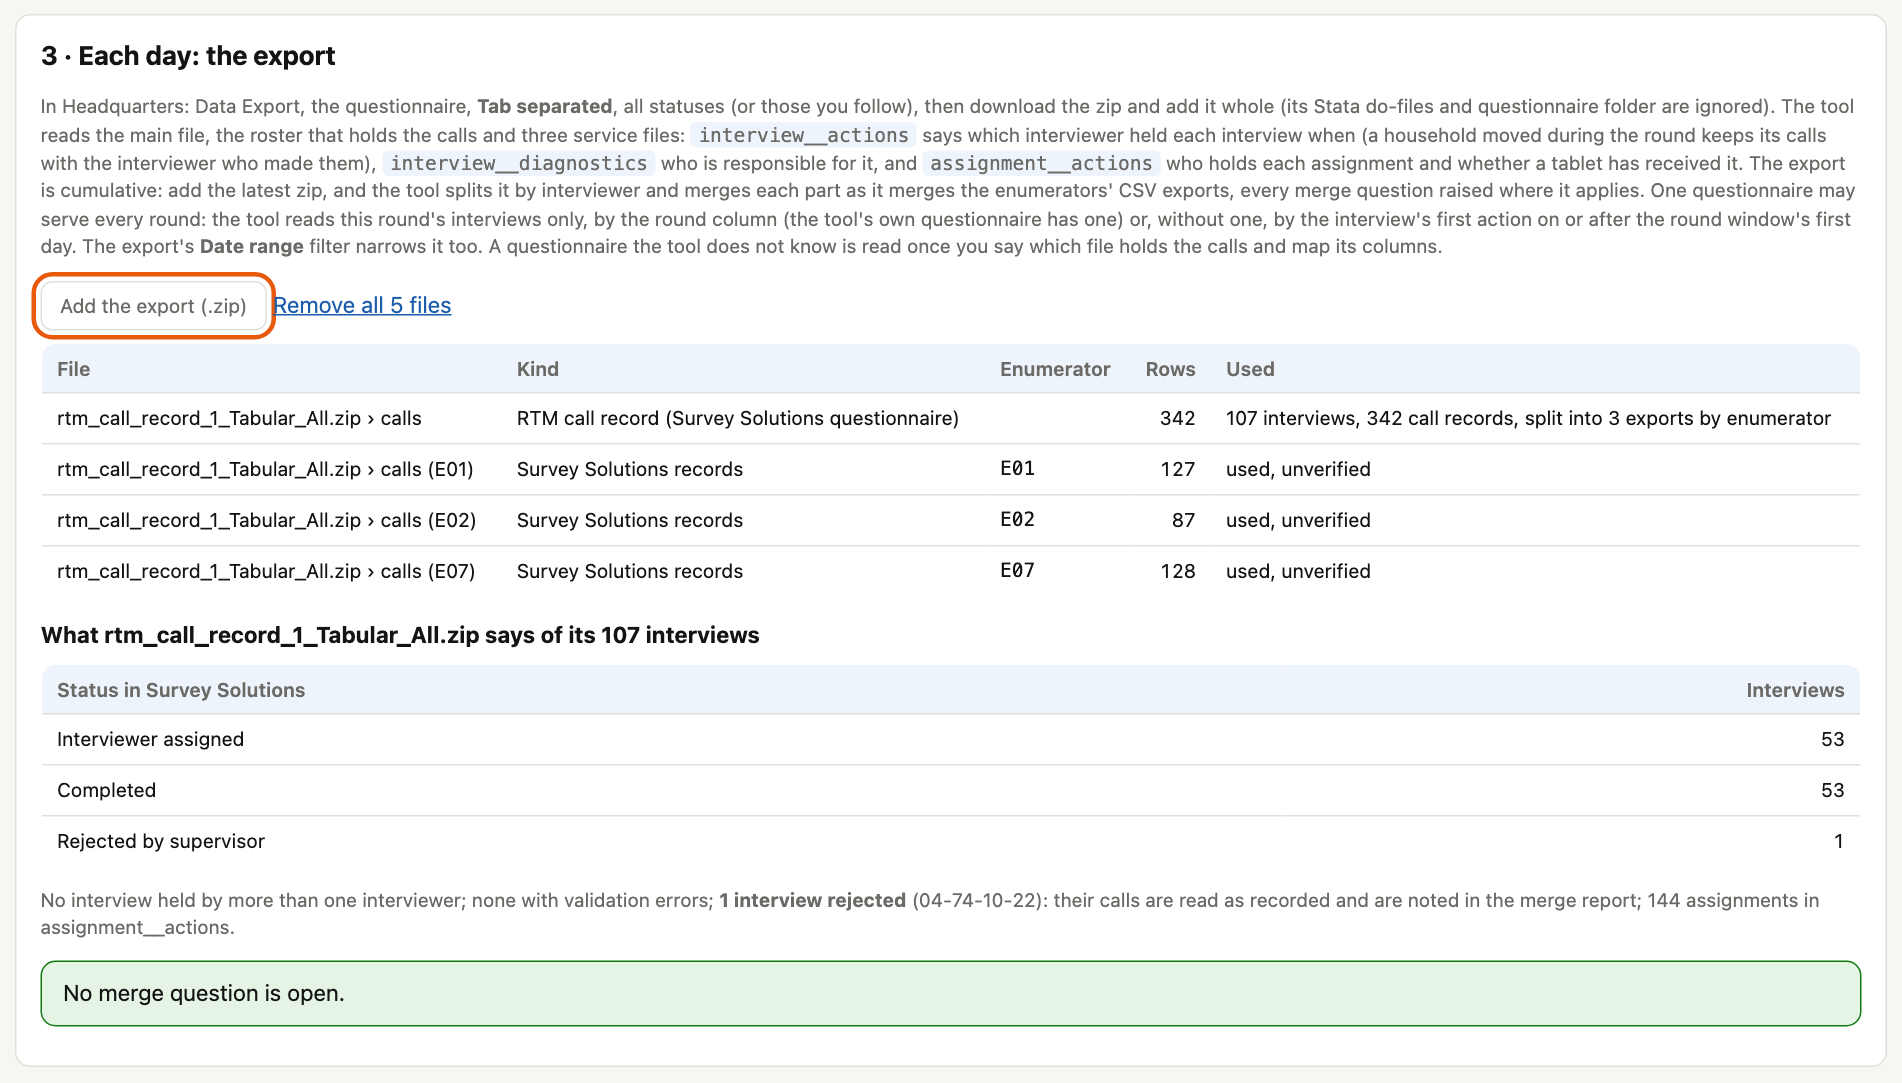 3 · Each day: the export
In Headquarters: Data Export, the questionnaire, Tab separated, all statuses (or those you follow), then download the zip and add it whole (its Stata do-files and questionnaire folder are ignored). The tool
reads the main file, the roster that holds the calls and three service files: interview__actions says which interviewer held each interview when (a household moved during the round keeps its calls
with the interviewer who made them), interview__diagnostics who is responsible for it, and assignment__actions who holds each assignment and whether a tablet has received it. The export
is cumulative: add the latest zip, and the tool splits it by interviewer and merges each part as it merges the enumerators' CSV exports, every merge question raised where it applies. One questionnaire may
serve every round: the tool reads this round's interviews only, by the round column (the tool's own questionnaire has one) or, without one, by the interview's first action on or after the round window's first
day. The export's Date range filter narrows it too. A questionnaire the tool does not know is read once you say which file holds the calls and map its columns.
Add the export (.zip) Remove all 5 files
File Kind Enumerator Rows Used
rtm_call_record_1_Tabular_All.zip › calls RTM call record (Survey Solutions questionnaire) 342 107 interviews, 342 call records, split into 3 exports by enumerator
rtm_call_record_1_Tabular_All.zip › calls (E01) Survey Solutions records E01 127 used, unverified
rtm_call_record_1_Tabular_All.zip › calls (E02) Survey Solutions records E02 87 used, unverified
rtm_call_record_1_Tabular_All.zip › calls (E07) Survey Solutions records E07 128 used, unverified
What rtm_call_record_1_Tabular_All.zip says of its 107 interviews
Status in Survey Solutions Interviews
Interviewer assigned 53
Completed 53
Rejected by supervisor 1
No interview held by more than one interviewer; none with validation errors; 1 interview rejected (04-74-10-22): their calls are read as recorded and are noted in the merge report; 144 assignments in
assignment__actions.
No merge question is open.